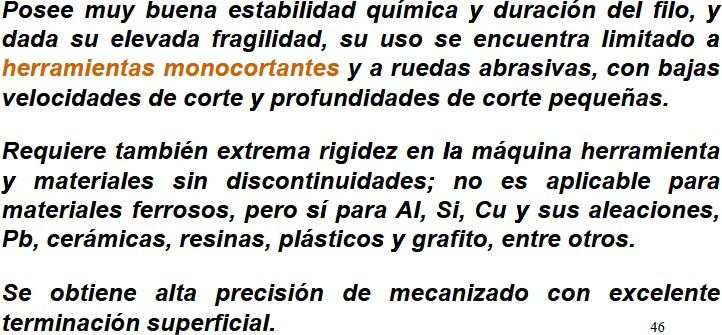 Posee muy buena estabilidad química y duración del filo, y
dada su elevada fragilidad, su uso se encuentra limitado a
herramientas monocortantes y a ruedas abrasivas, con bajas
velocidades de corte y profundidades de corte pequeñas.
Requiere también extrema rigidez en la máquina herramienta
y materiales sin discontinuidades; no es aplicable para
materiales ferrosos, pero sí para Al, Si, Cu y sus aleaciones,
Pb, cerámicas, resinas, plásticos y grafito, entre otros.
Se obtiene alta precisión de mecanizado con excelente
terminación superficial.
46